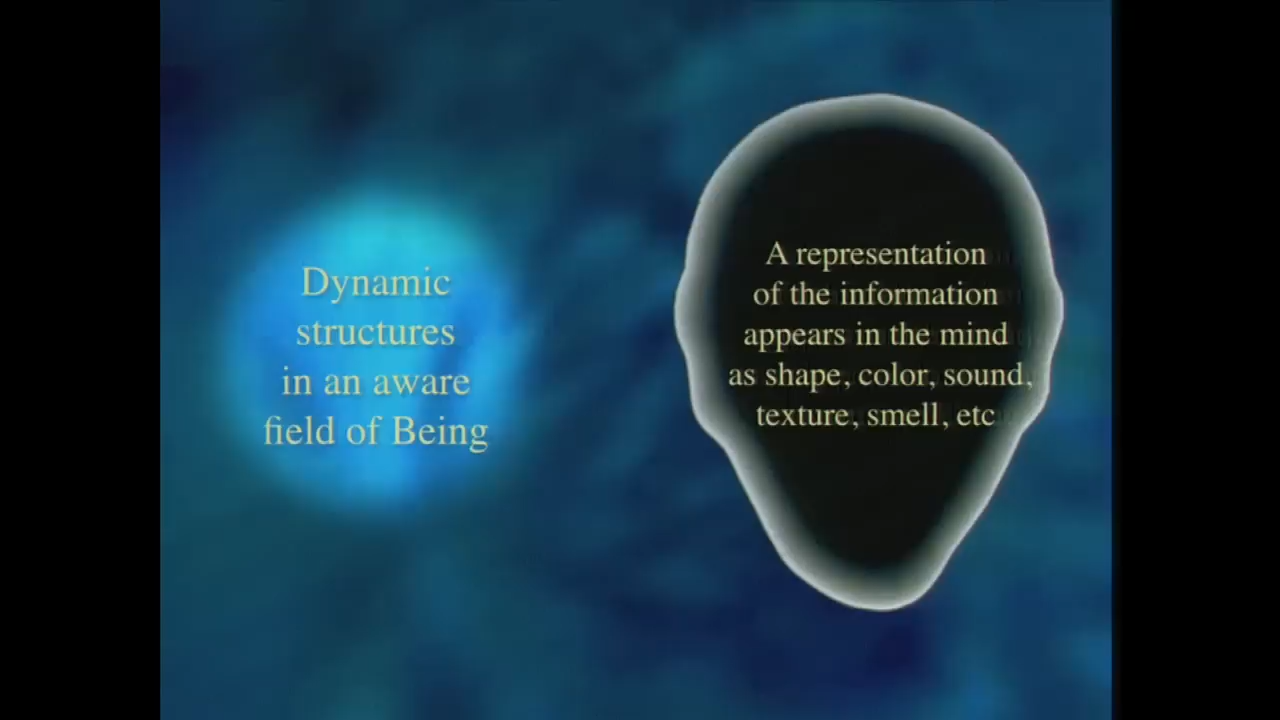 Dynamic
structures
in an aware
field of Being
A representation
of the information
appears in the mind
as shape, color, sound,
texture, smell, etc